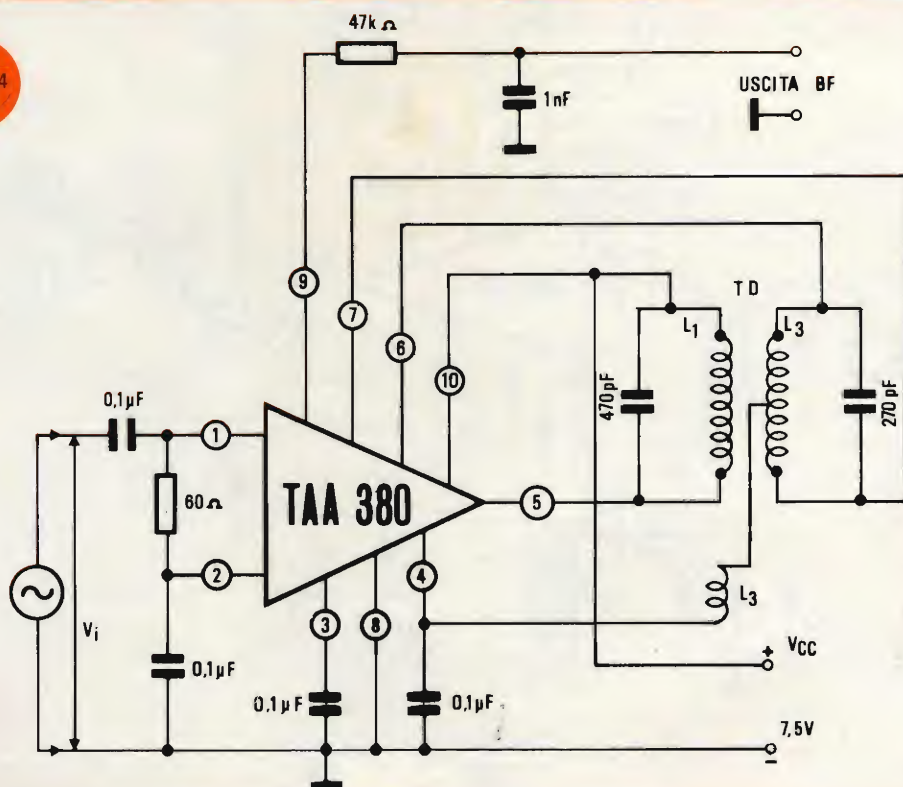 4
47k Ω
1nF
USCITA BF
9
7
6
10
TD
L1
L3
470pF
270pF
0,1µF
1
60Ω
TAA 380
5
2
4
3
8
L3
Vi
0,1µF
0,1µF
0,1µF
+ VCC
7,5V
-